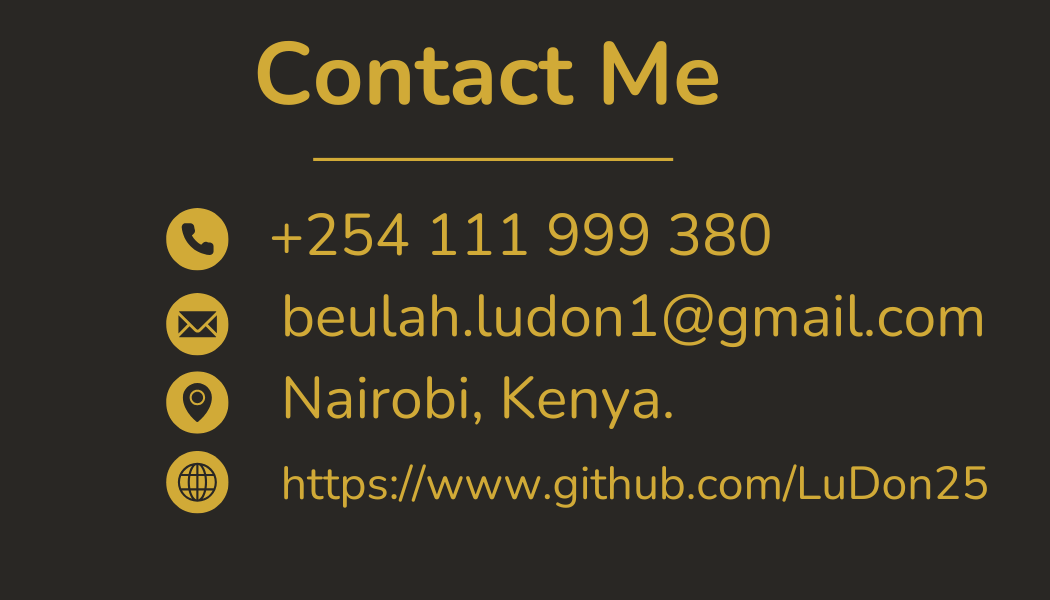 Contact Me
+254 111 999 380
beulah.ludon1@gmail.com
Nairobi, Kenya.
https://www.github.com/LuDon25